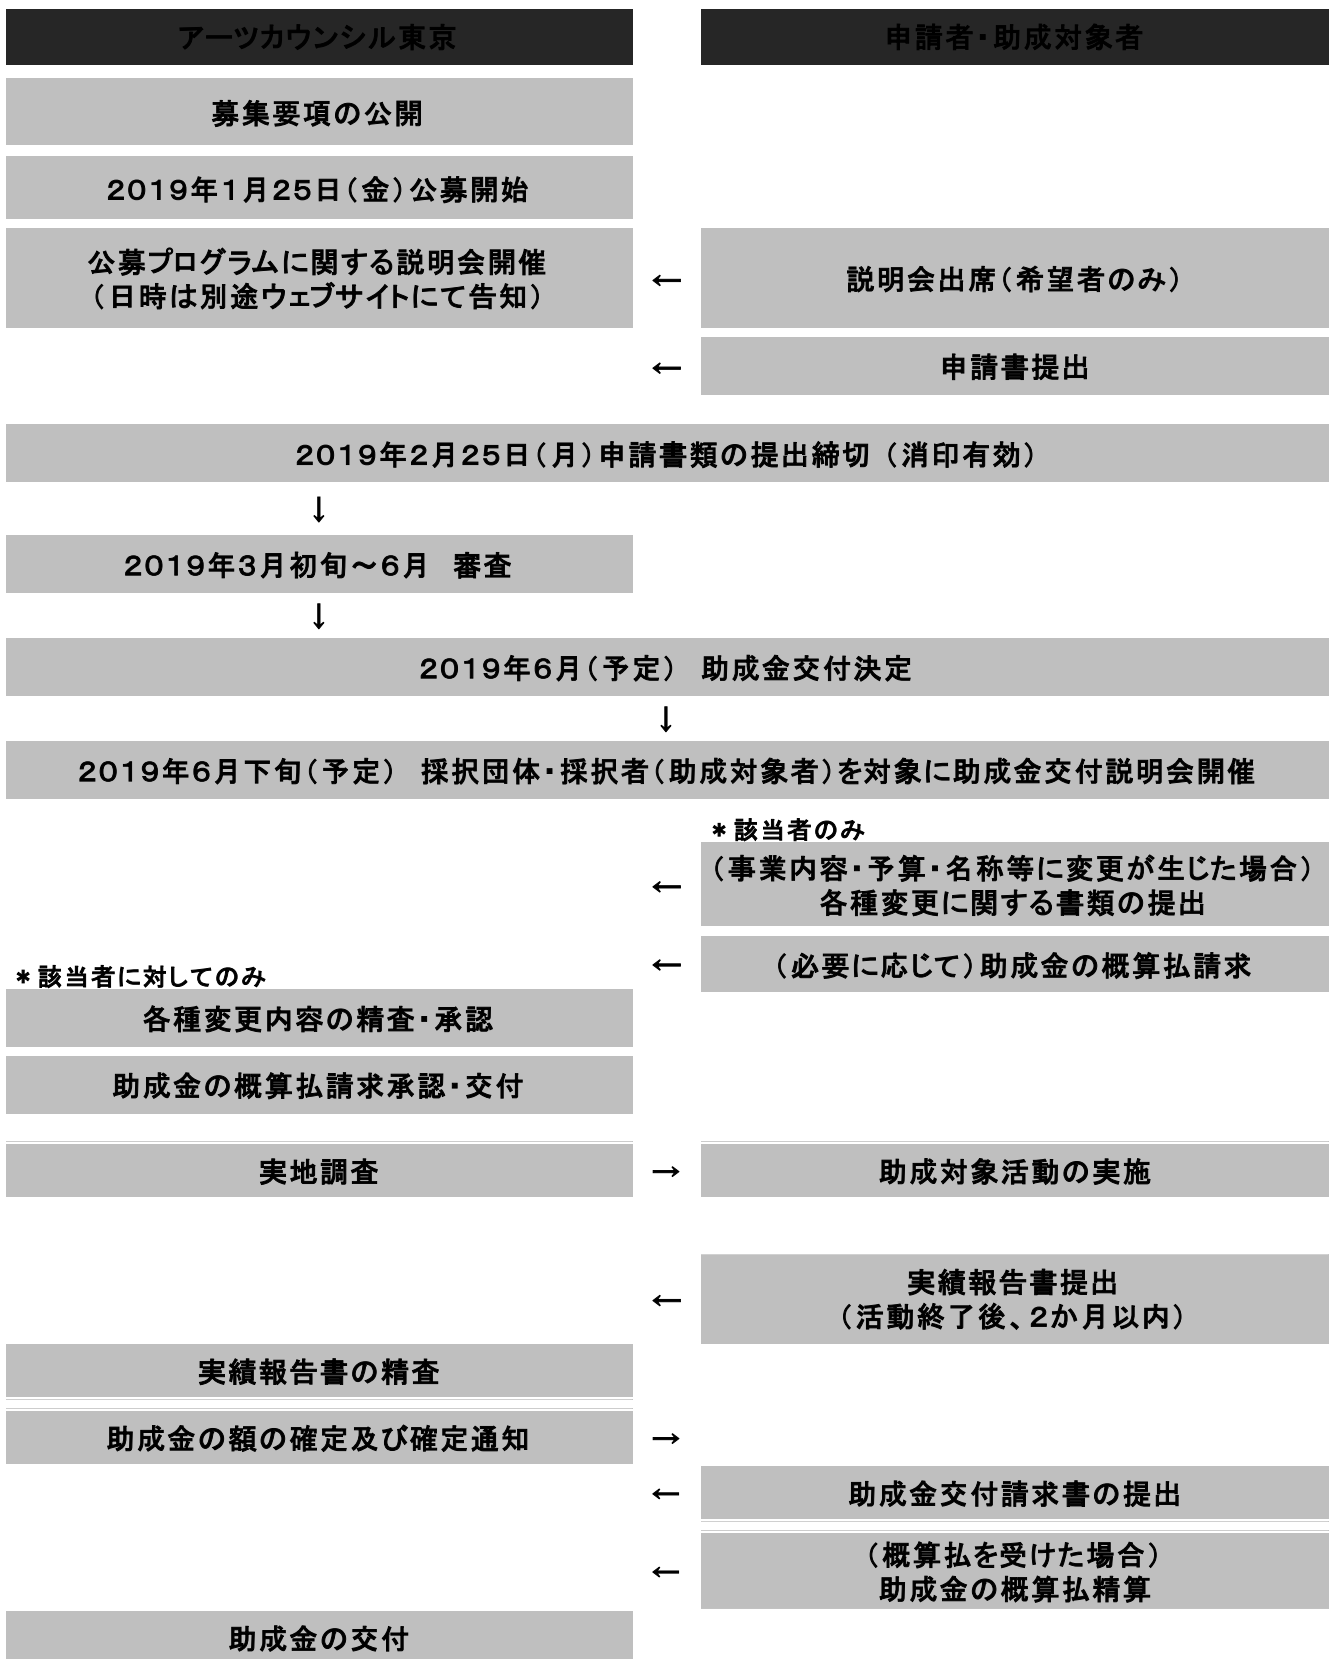 アーツカウンシル東京
申請者・助成対象者
募集要項の公開
2019年1月25日(金)公募開始
公募プログラムに関する説明会開催
(日時は別途ウェブサイトにて告知)
←
説明会出席(希望者のみ)
←
申請書提出
2019年2月25日(月)申請書類の提出締切 (消印有効)
↓
2019年3月初旬～6月　審査
↓
2019年6月(予定)　助成金交付決定
↓
2019年6月下旬(予定)　採択団体・採択者(助成対象者)を対象に助成金交付説明会開催
＊該当者のみ
←
(事業内容・予算・名称等に変更が生じた場合)
各種変更に関する書類の提出
←
(必要に応じて)助成金の概算払請求
＊該当者に対してのみ
各種変更内容の精査・承認
助成金の概算払請求承認・交付
実地調査
→
助成対象活動の実施
←
実績報告書提出
(活動終了後、2か月以内)
実績報告書の精査
助成金の額の確定及び確定通知
→
←
助成金交付請求書の提出
←
(概算払を受けた場合)
助成金の概算払精算
助成金の交付